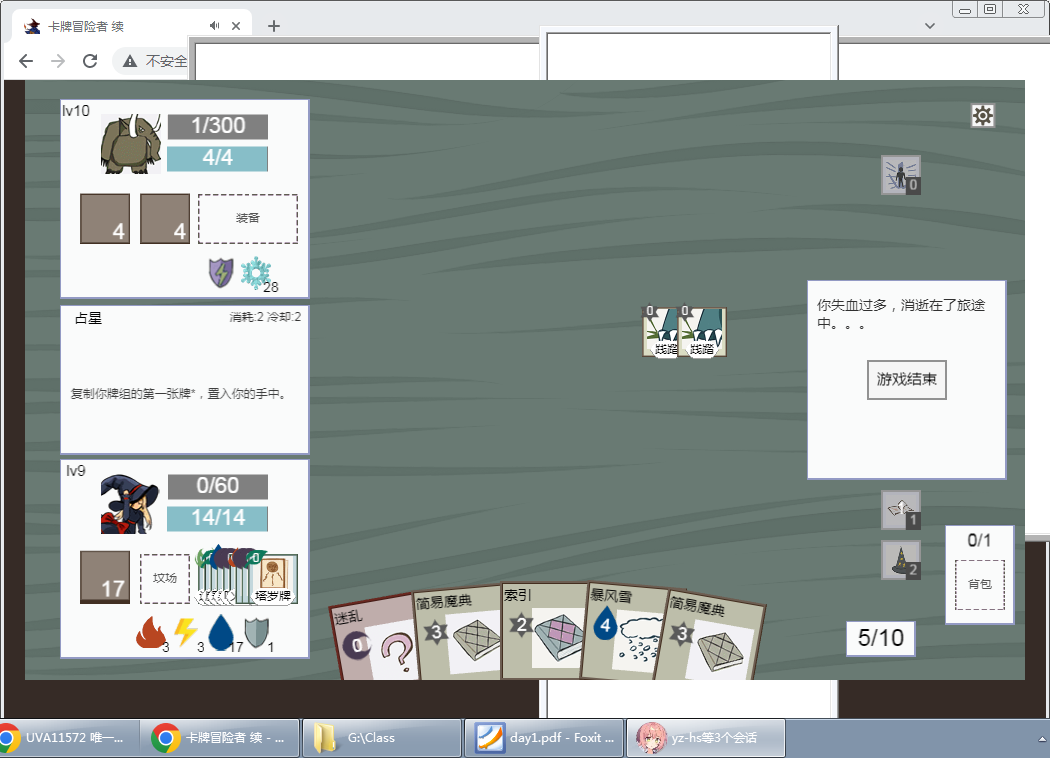 卡牌冒险者 续
不安全
lv10
1/300
4/4
4
4
装备
28
占星
消耗:2 冷却:2
复制你牌组的第一张牌*，置入你的手中。
lv9
0/60
14/14
17
坟场
0
塔罗牌
3
3
17
1
0
践踏
0
践踏
0
你失血过多，消逝在了旅途
中。。。
游戏结束
1
2
0/1
背包
5/10
迷乱
0
简易魔典
3
索引
2
暴风雪
4
简易魔典
3
UVA11572 唯一...
卡牌冒险者 续 - ...
G:\Class
day1.pdf - Foxit ...
yz-hs等3个会话